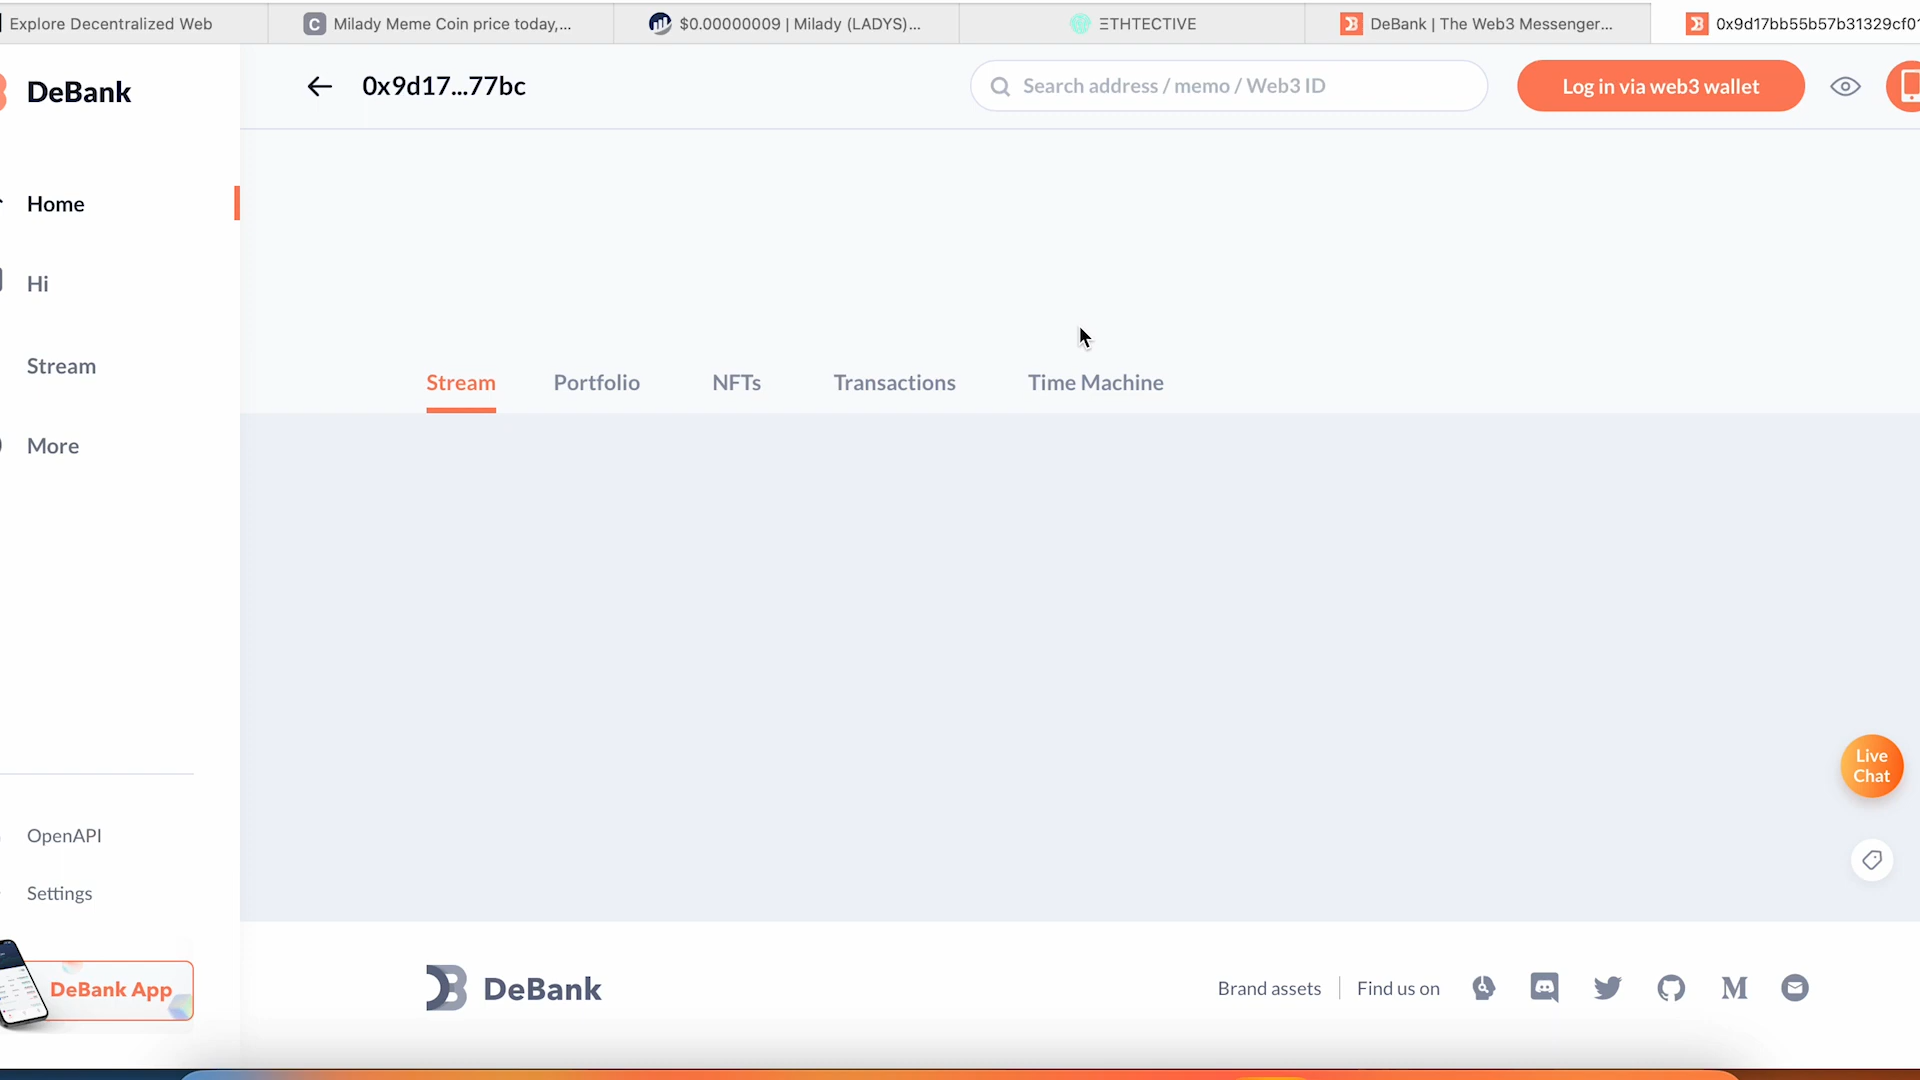 Explore Decentralized Web
C
Milady Meme Coin price today,...
$0.00000009 | Milady (LADYS)...
ΞTHTECTIVE
DeBank | The Web3 Messenger...
0x9d17bb55b57b31329cf01
DeBank
0x9d17...77bc
Search address / memo / Web3 ID
Log in via web3 wallet
Home
Hi
Stream
More
Stream
Portfolio
NFTs
Transactions
Time Machine
Live
Chat
OpenAPI
Settings
DeBank App
DeBank
Brand assets
Find us on
M